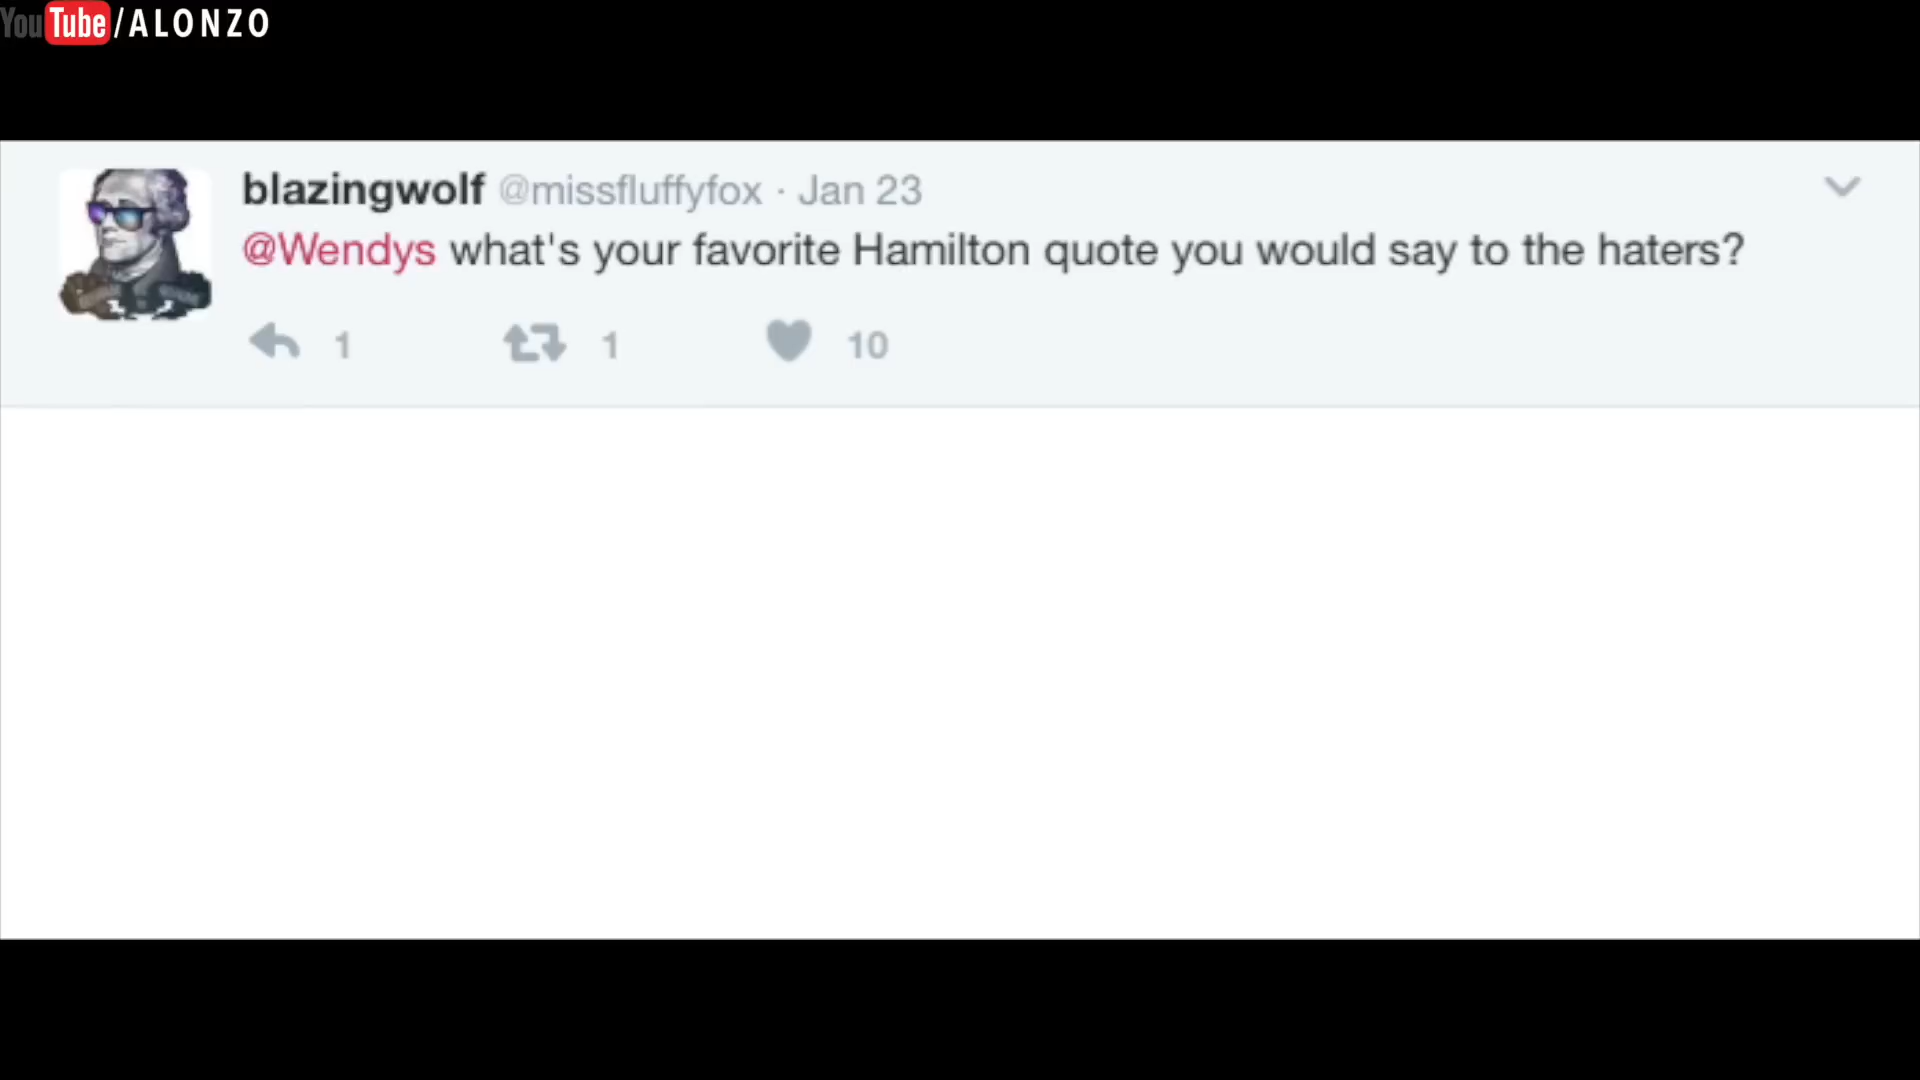 YouTube/ALONZO
blazingwolf @missfluffyfox · Jan 23
@Wendys what's your favorite Hamilton quote you would say to the haters?
1 1 10